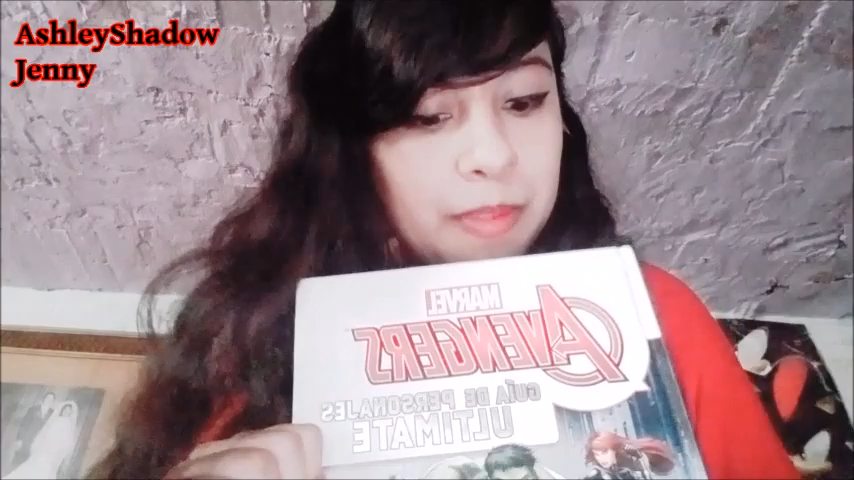 AshleyShadow
Jenny
MARVEL
AVENGERS
GUÍA DE PERSONAJES
ULTIMATE